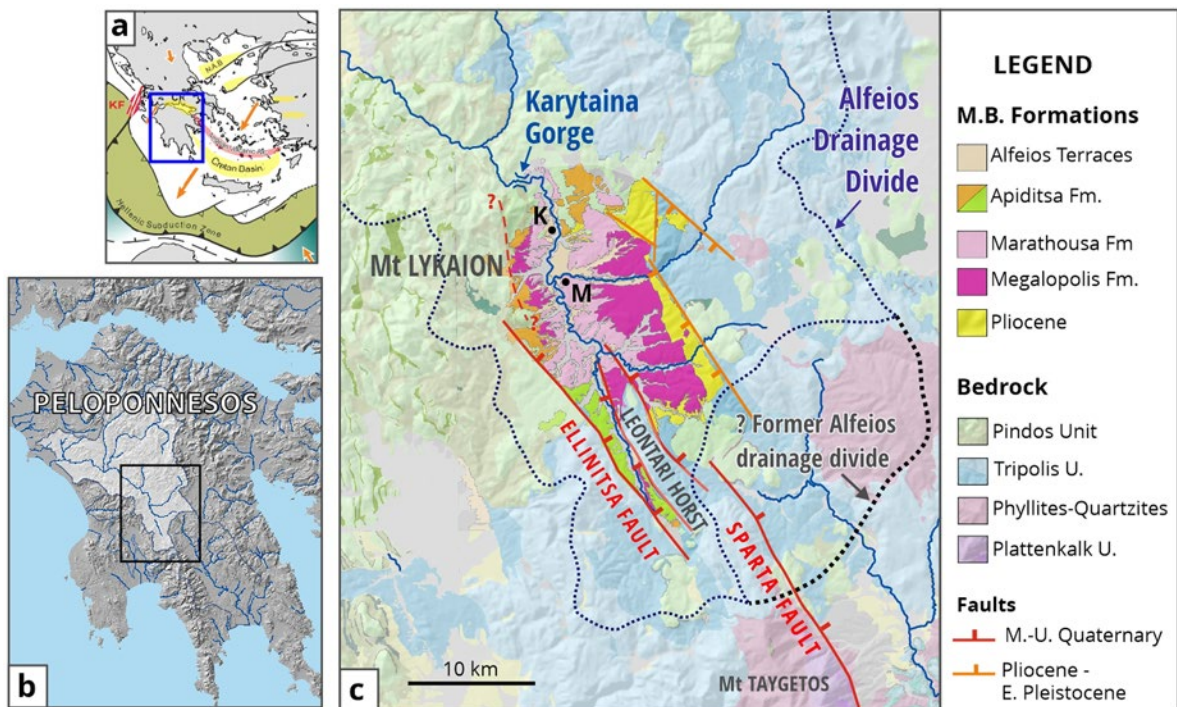 a
N.A.B
KF
Cretan Basin
Hellenic Subduction Zone
PELOPONNESOS
b
Karytaina
Gorge
Alfeios
Drainage
Divide
?
K
Mt LYKAION
M
?
? Former Alfeios
drainage divide
LEONTARI HORST
ELLINITSA FAULT
SPARTA FAULT
10 km
Mt TAYGETOS
c
LEGEND
M.B. Formations
Alfeios Terraces
Apiditsa Fm.
Marathousa Fm
Megalopolis Fm.
Pliocene
Bedrock
Pindos Unit
Tripolis U.
Phyllites-Quartzites
Plattenkalk U.
Faults
M.-U. Quaternary
Pliocene -
E. Pleistocene